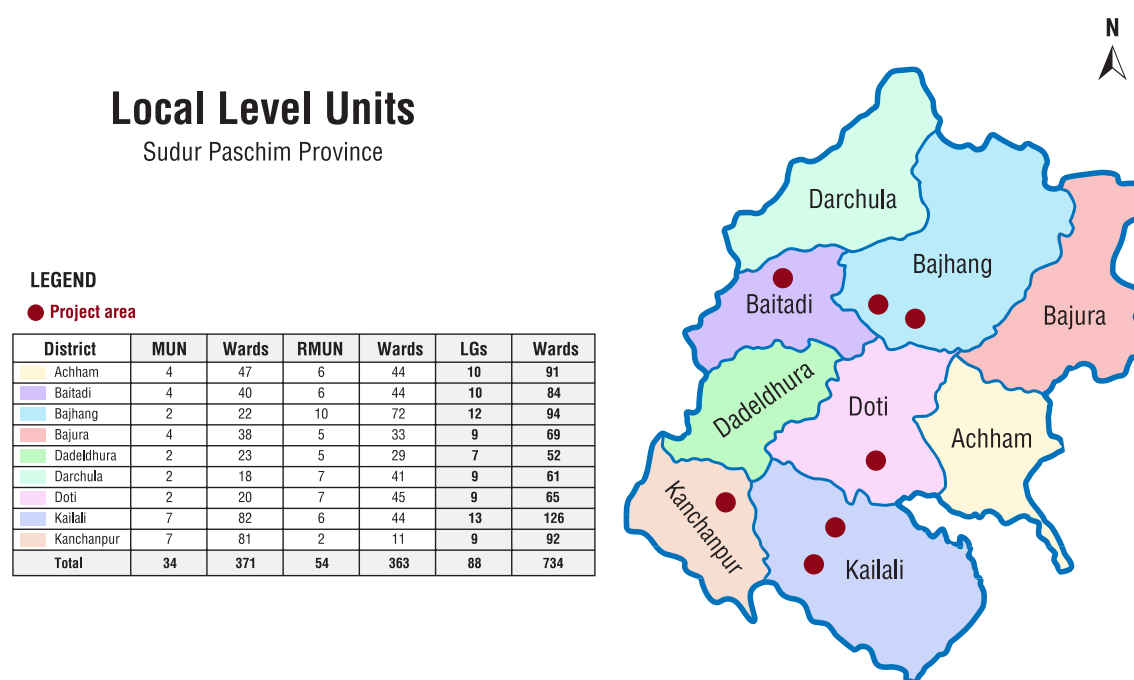 N
Local Level Units
Sudur Paschim Province
LEGEND
Project area
District MUN Wards RMUN Wards LGs Wards
Achham 4 47 6 44 10 91
Baitadi 4 40 6 44 10 84
Bajhang 2 22 10 72 12 94
Bajura 4 38 5 33 9 69
Dadeldhura 2 23 5 29 7 52
Darchula 2 18 7 41 9 61
Doti 2 20 7 45 9 65
Kailali 7 82 6 44 13 126
Kanchanpur 7 81 2 11 9 92
Total 34 371 54 363 88 734
Darchula
Bajhang
Baitadi
Bajura
Dadeldhura
Doti
Achham
Kanchanpur
Kailali